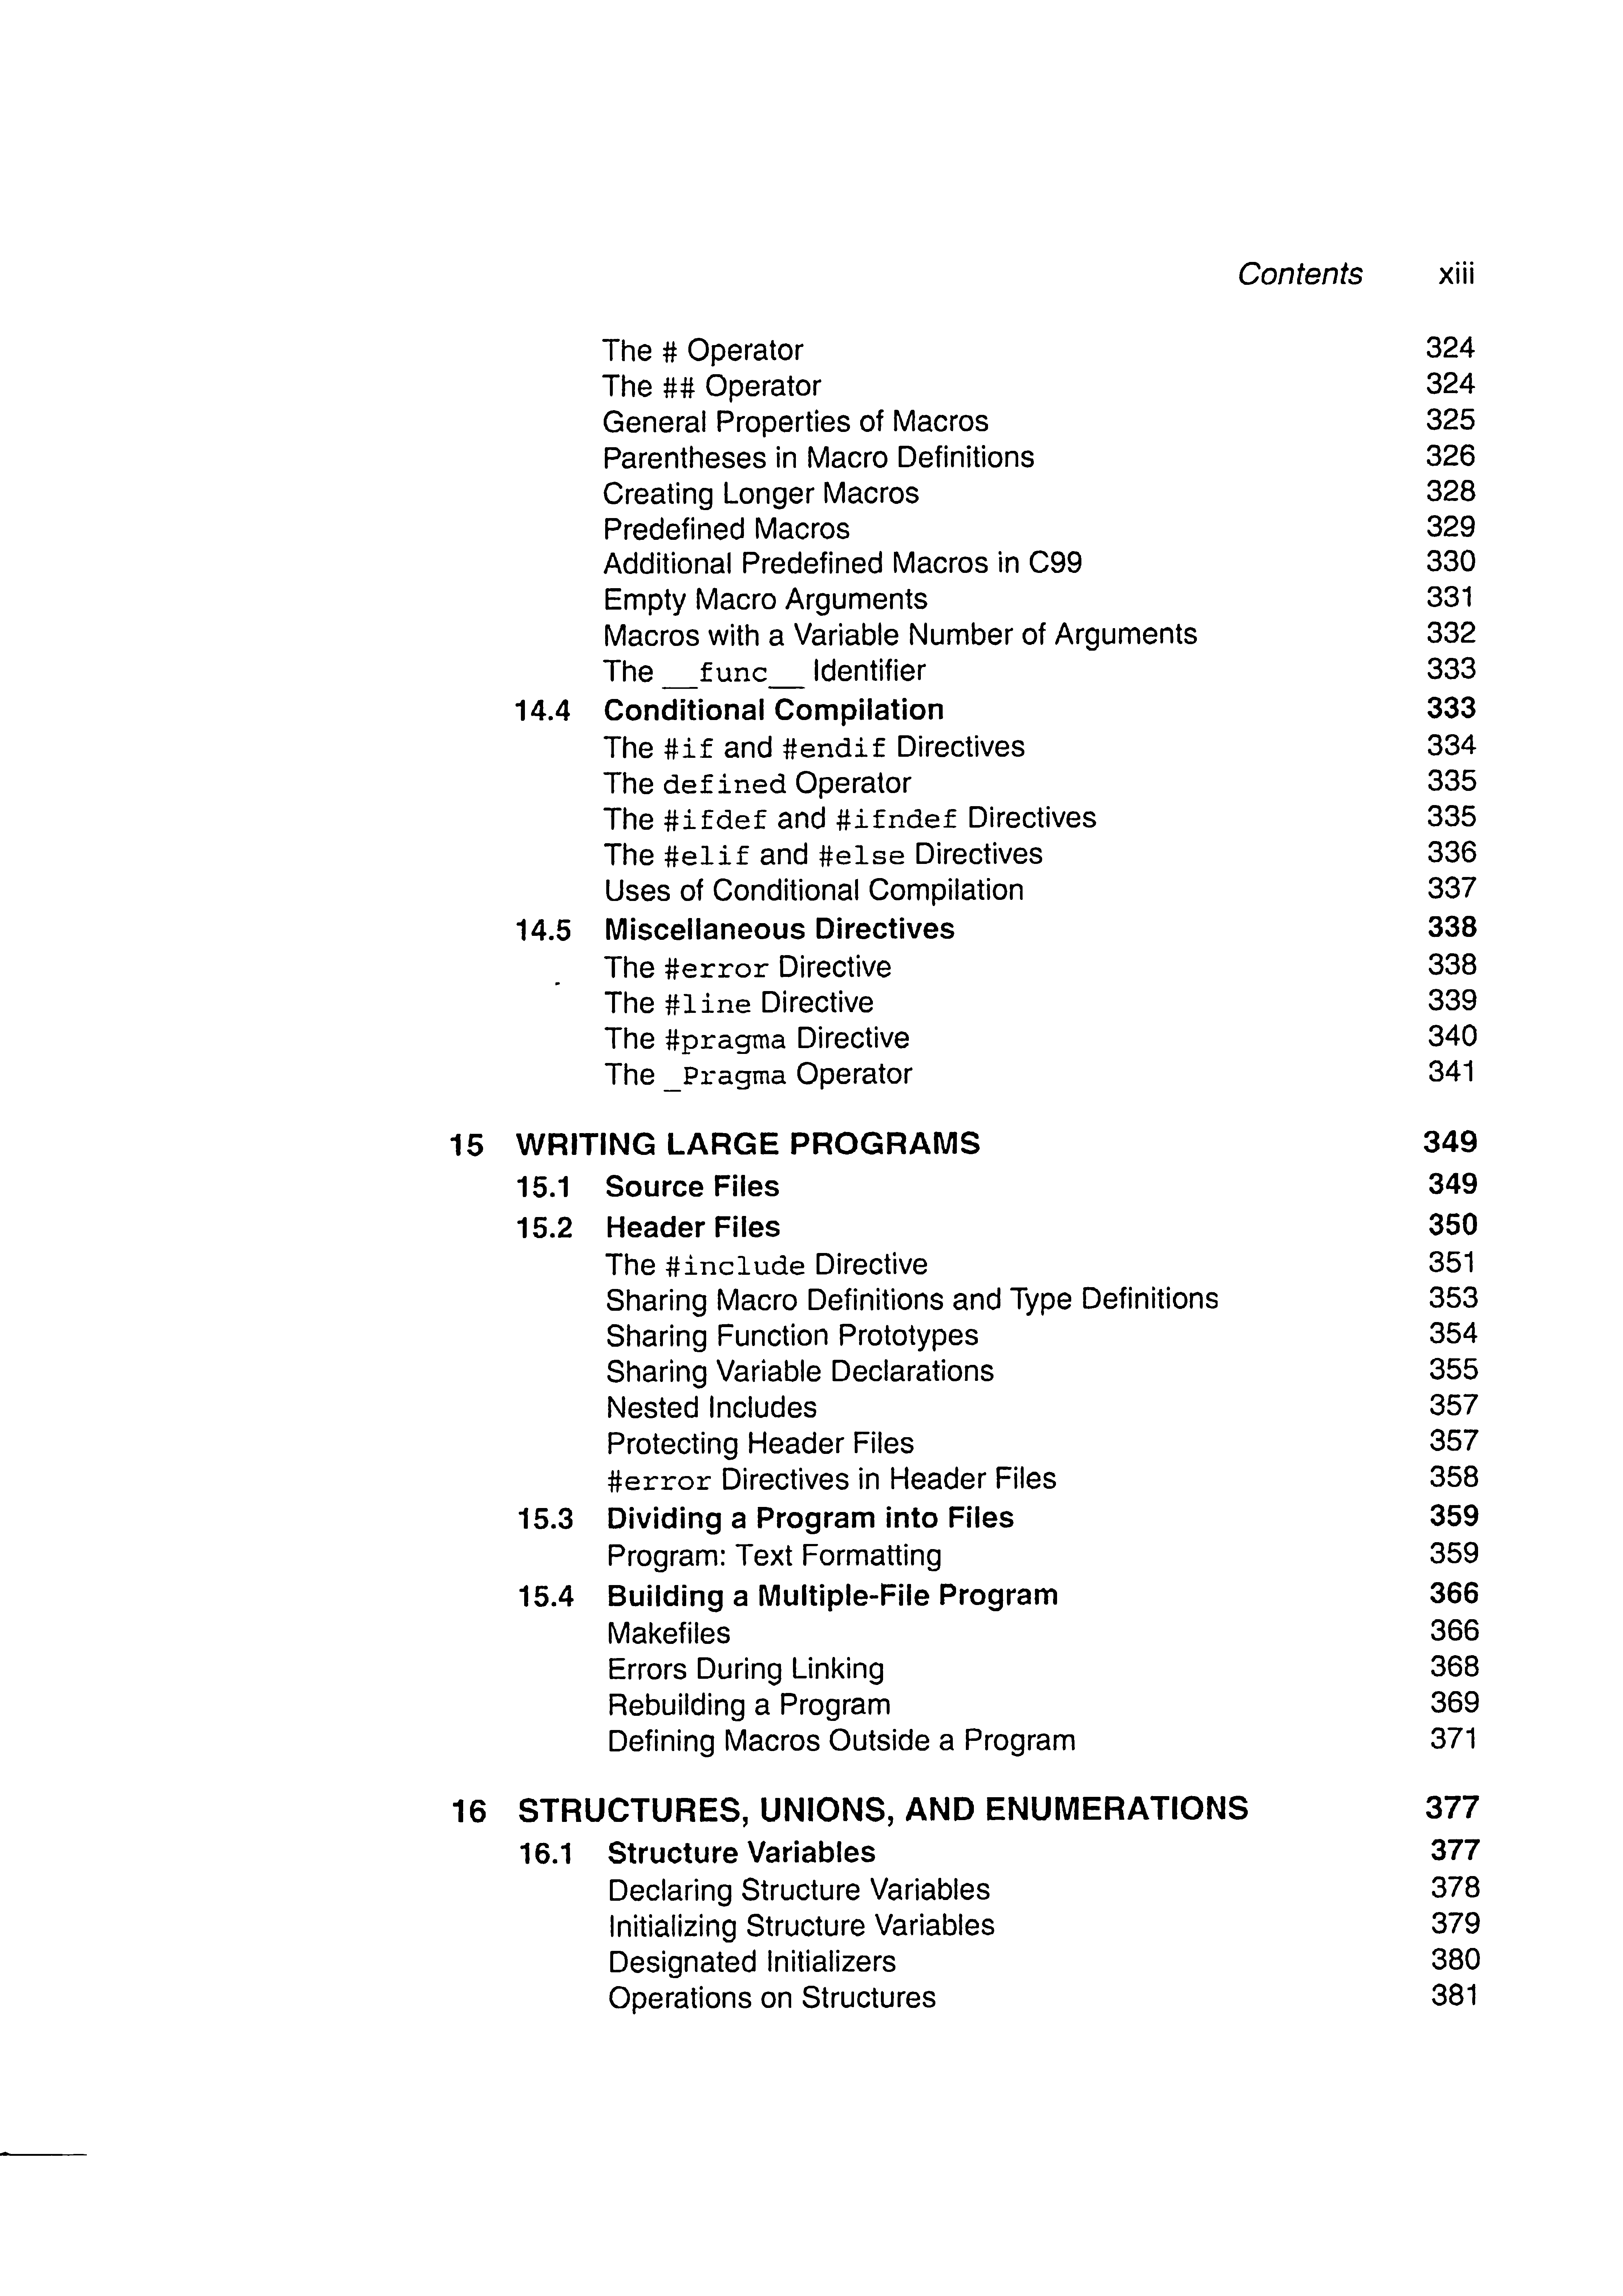 Contents xiii
The # Operator 324
The ## Operator 324
General Properties of Macros 325
Parentheses in Macro Definitions 326
Creating Longer Macros 328
Predefined Macros 329
Additional Predefined Macros in C99 330
Empty Macro Arguments 331
Macros with a Variable Number of Arguments 332
The __func__ Identifier 333
14.4 Conditional Compilation 333
The #if and #endif Directives 334
The defined Operator 335
The #ifdef and #ifndef Directives 335
The #elif and #else Directives 336
Uses of Conditional Compilation 337
14.5 Miscellaneous Directives 338
The #error Directive 338
The #line Directive 339
The #pragma Directive 340
The _Pragma Operator 341
15 WRITING LARGE PROGRAMS 349
15.1 Source Files 349
15.2 Header Files 350
The #include Directive 351
Sharing Macro Definitions and Type Definitions 353
Sharing Function Prototypes 354
Sharing Variable Declarations 355
Nested Includes 357
Protecting Header Files 357
#error Directives in Header Files 358
15.3 Dividing a Program into Files 359
Program: Text Formatting 359
15.4 Building a Multiple-File Program 366
Makefiles 366
Errors During Linking 368
Rebuilding a Program 369
Defining Macros Outside a Program 371
16 STRUCTURES, UNIONS, AND ENUMERATIONS 377
16.1 Structure Variables 377
Declaring Structure Variables 378
Initializing Structure Variables 379
Designated Initializers 380
Operations on Structures 381